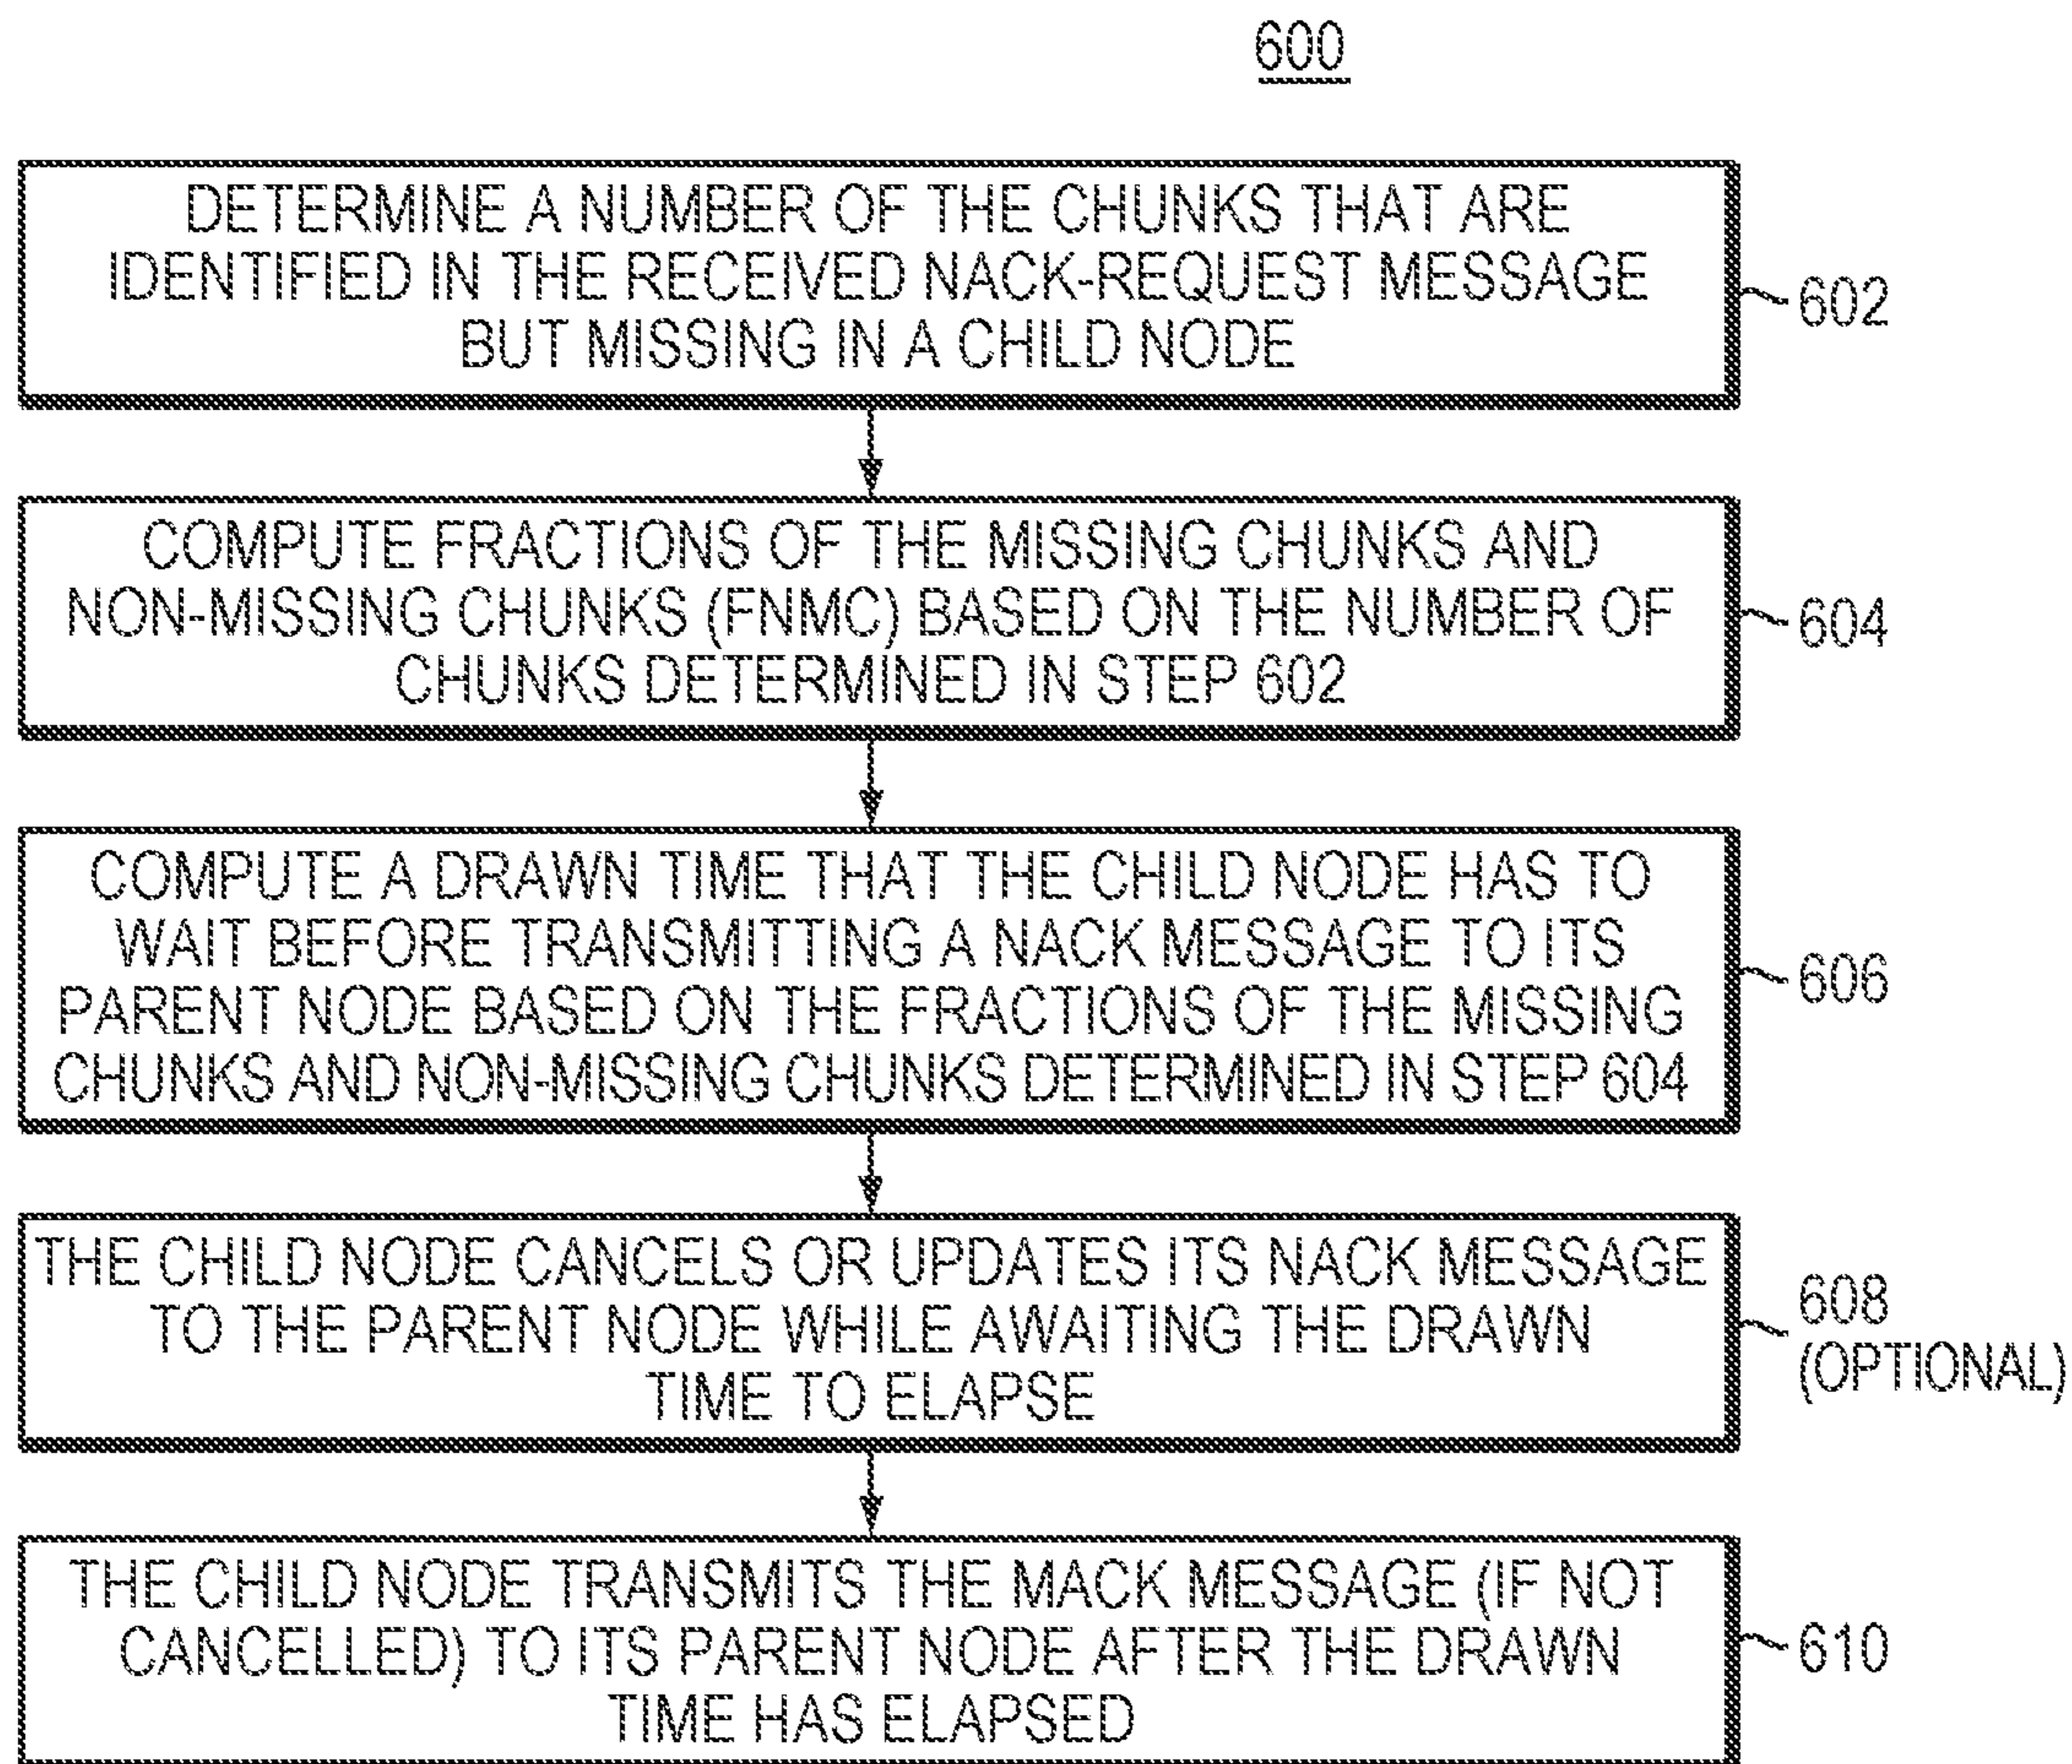 600
DETERMINE A NUMBER OF THE CHUNKS THAT ARE
IDENTIFIED IN THE RECEIVED NACK-REQUEST MESSAGE
BUT MISSING IN A CHILD NODE
602
COMPUTE FRACTIONS OF THE MISSING CHUNKS AND
NON-MISSING CHUNKS (FNMC) BASED ON THE NUMBER OF
CHUNKS DETERMINED IN STEP 602
604
COMPUTE A DRAWN TIME THAT THE CHILD NODE HAS TO
WAIT BEFORE TRANSMITTING A NACK MESSAGE TO ITS
PARENT NODE BASED ON THE FRACTIONS OF THE MISSING
CHUNKS AND NON-MISSING CHUNKS DETERMINED IN STEP 604
606
THE CHILD NODE CANCELS OR UPDATES ITS NACK MESSAGE
TO THE PARENT NODE WHILE AWAITING THE DRAWN
TIME TO ELAPSE
608
(OPTIONAL)
THE CHILD NODE TRANSMITS THE MACK MESSAGE (IF NOT
CANCELLED) TO ITS PARENT NODE AFTER THE DRAWN
TIME HAS ELAPSED
610